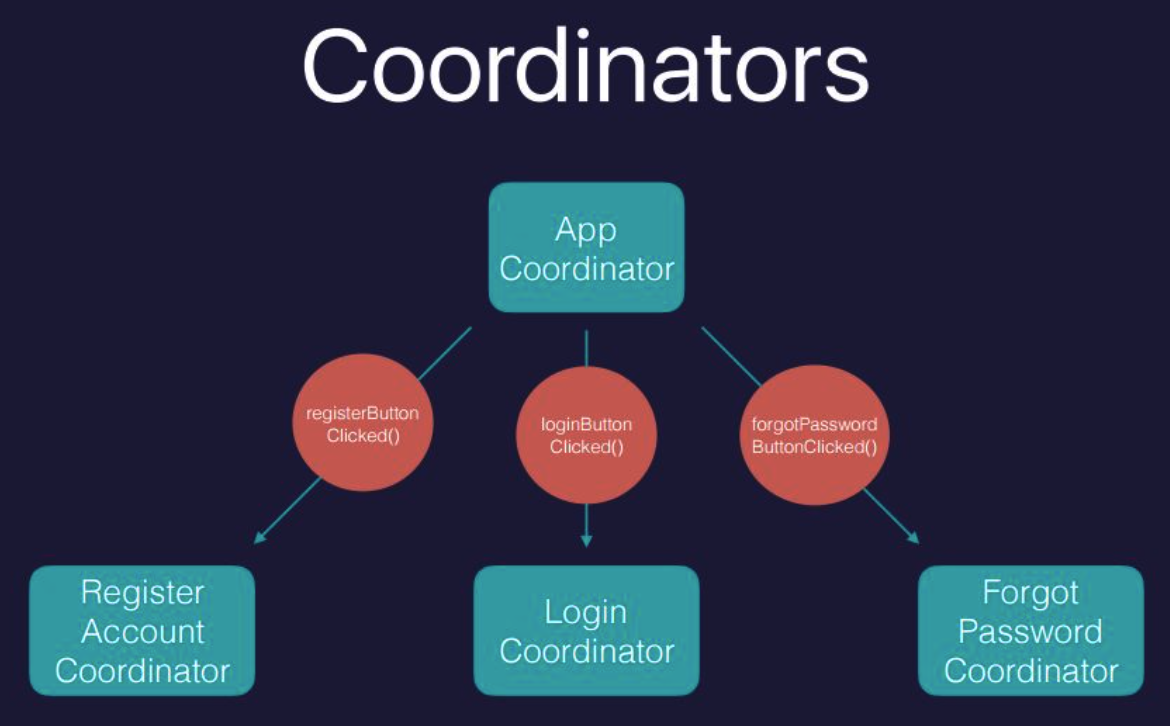 Coordinators
App
Coordinator
registerButton
Clicked()
loginButton
Clicked()
forgotPassword
ButtonClicked()
Register
Account
Coordinator
Login
Coordinator
Forgot
Password
Coordinator